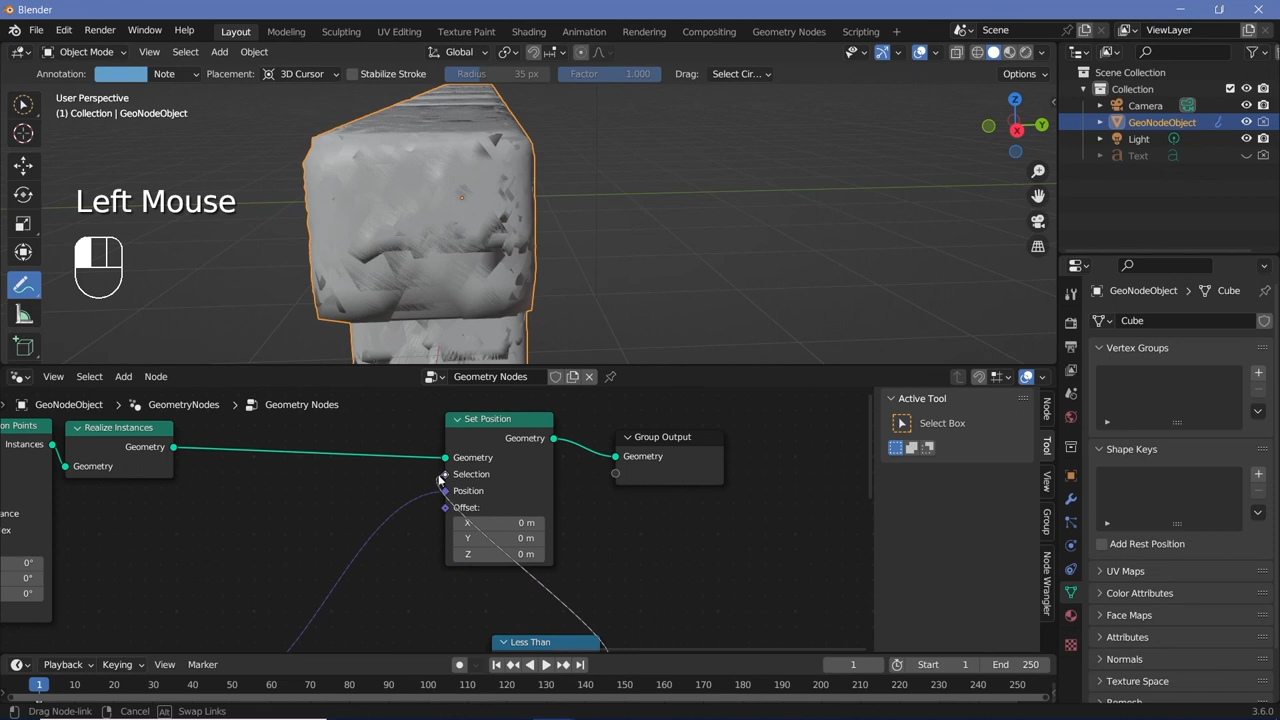 Blender
File Edit Render Window Help Layout Modeling Sculpting UV Editing Texture Paint Shading Animation Rendering Compositing Geometry Nodes Scripting + Scene ViewLayer
Object Mode View Select Add Object Global
Annotation: Note Placement: 3D Cursor Stabilize Stroke Radius 35 px Factor 1.000 Drag: Select Cir... Options
User Perspective
(1) Collection | GeoNodeObject
Left Mouse
Z
Y
X
Scene Collection
Collection
Camera
GeoNodeObject
Light
Text
View Select Add Node Geometry Nodes
GeoNodeObject > GeometryNodes > Geometry Nodes
on Points
Instances
Realize Instances
Geometry
Geometry
ance
ex
0°
0°
0°
Set Position
Geometry
Geometry
Selection
Position
Offset:
X 0 m
Y 0 m
Z 0 m
Group Output
Geometry
Less Than
Active Tool
Select Box
Node
Tool
View
Group
Node Wrangler
GeoNodeObject > Cube
Cube
Vertex Groups
Shape Keys
Add Rest Position
UV Maps
Color Attributes
Face Maps
Attributes
Normals
Texture Space
Remesh
Playback Keying View Marker 1 Start 1 End 250
1 10 20 30 40 50 60 70 80 90 100 110 120 130 140 150 160 170 180 190 200 210 220 230 240 250
Drag Node-link Cancel Alt Swap Links 3.6.0